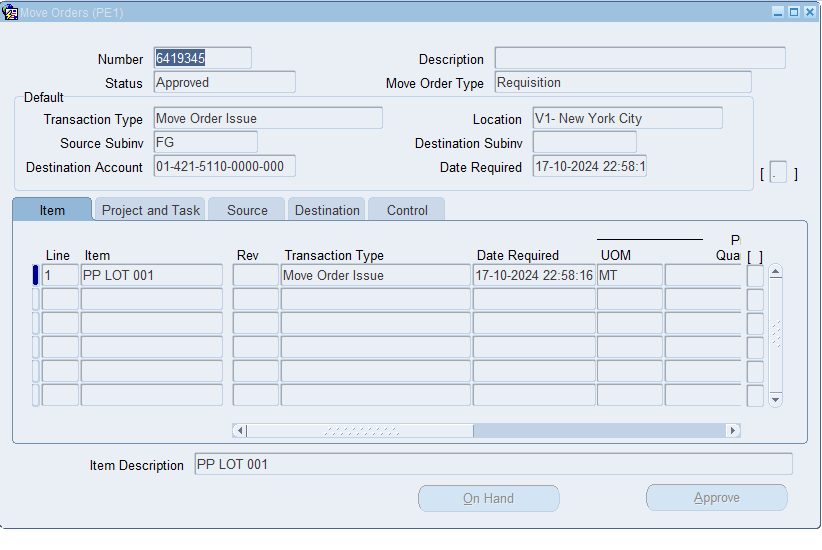 Move Orders (PE1)
Number 6419345 Description
Status Approved Move Order Type Requisition
Default
Transaction Type Move Order Issue Location V1- New York City
Source Subinv FG Destination Subinv
Destination Account 01-421-5110-0000-000 Date Required 17-10-2024 22:58:1 [ . ]
Item Project and Task Source Destination Control
P
Line Item Rev Transaction Type Date Required UOM Qua [ ]
1 PP LOT 001 Move Order Issue 17-10-2024 22:58:16 MT
Item Description PP LOT 001
On Hand Approve